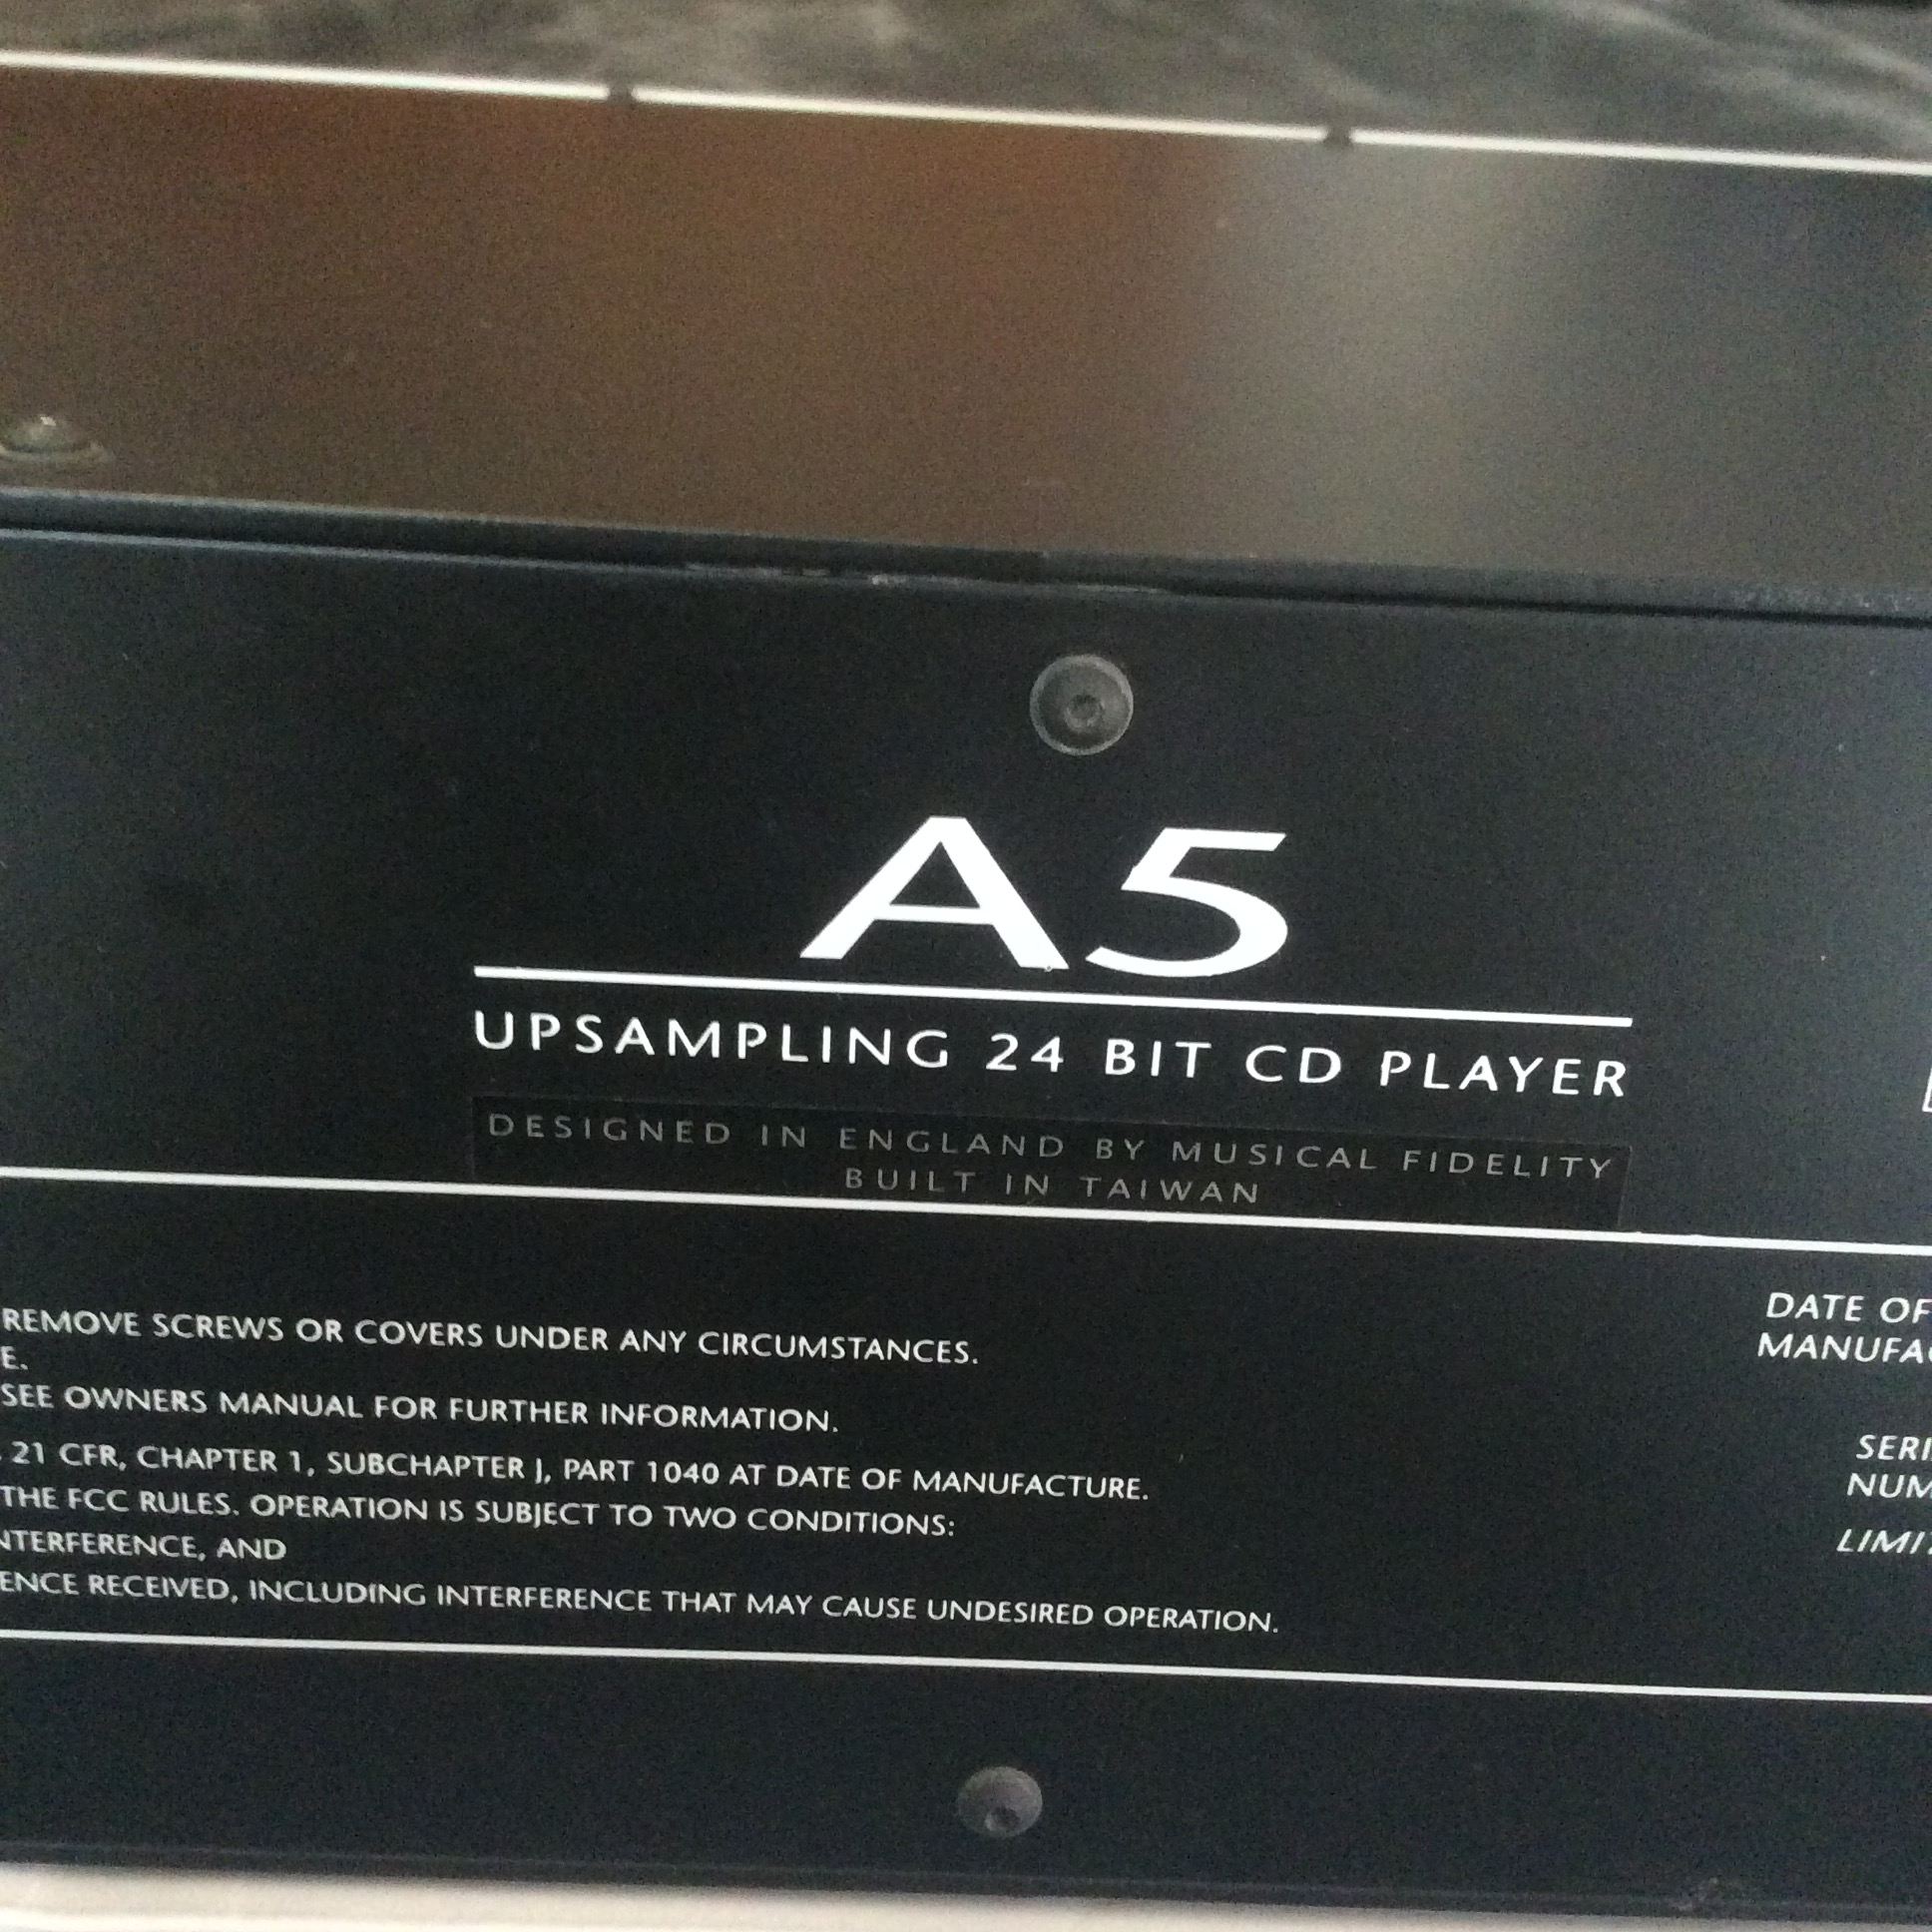 A5
UPSAMPLING 24 BIT CD PLAYER
DESIGNED IN ENGLAND BY MUSICAL FIDELITY
BUILT IN TAIWAN
REMOVE SCREWS OR COVERS UNDER ANY CIRCUMSTANCES.
E.
SEE OWNERS MANUAL FOR FURTHER INFORMATION.
21 CFR, CHAPTER 1, SUBCHAPTER J, PART 1040 AT DATE OF MANUFACTURE.
THE FCC RULES. OPERATION IS SUBJECT TO TWO CONDITIONS:
NTERFERENCE, AND
ENCE RECEIVED, INCLUDING INTERFERENCE THAT MAY CAUSE UNDESIRED OPERATION.
DATE OF
MANUFAC
SERI
NUM
LIMIT